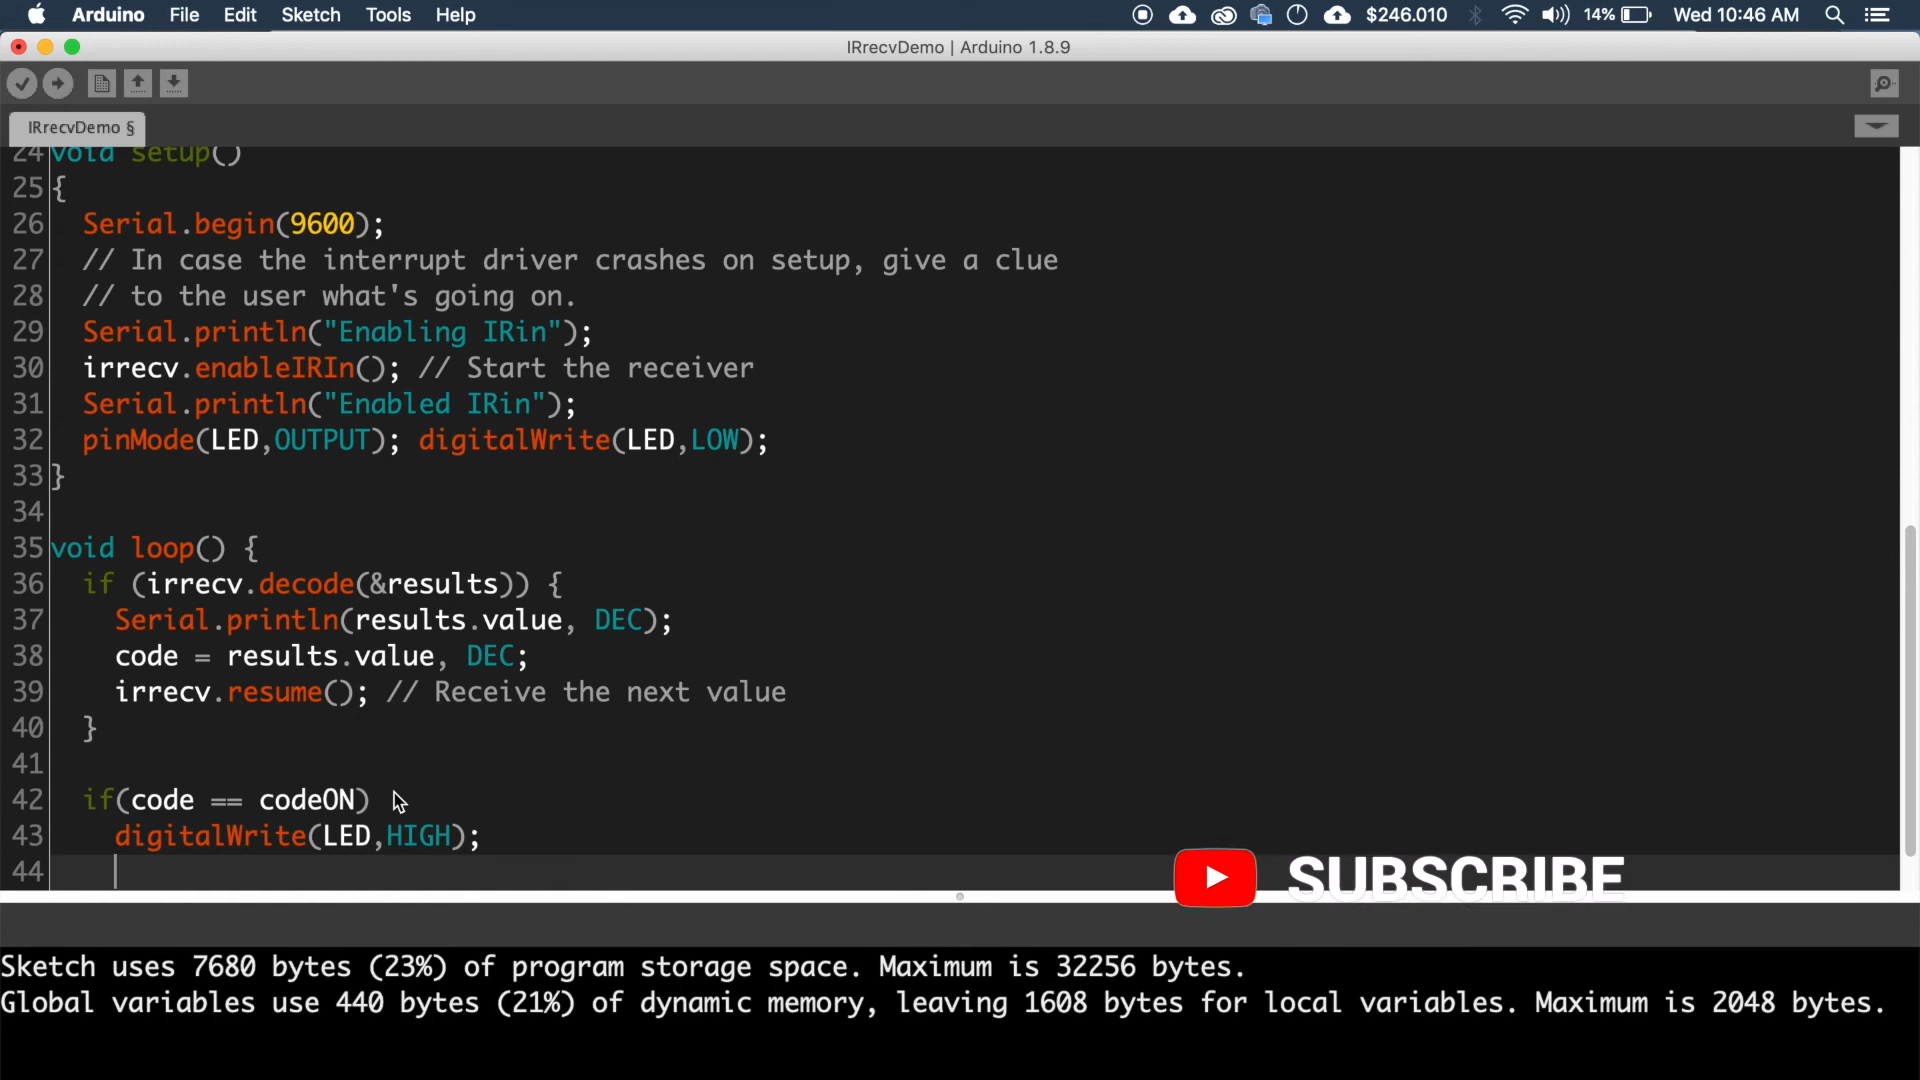 Arduino File Edit Sketch Tools Help $246.010 14% Wed 10:46 AM
IRrecvDemo | Arduino 1.8.9
IRrecvDemo §
24 void setup()
25 {
26 Serial.begin(9600);
27 // In case the interrupt driver crashes on setup, give a clue
28 // to the user what's going on.
29 Serial.println("Enabling IRin");
30 irrecv.enableIRIn(); // Start the receiver
31 Serial.println("Enabled IRin");
32 pinMode(LED,OUTPUT); digitalWrite(LED,LOW);
33 }
34
35 void loop() {
36 if (irrecv.decode(&results)) {
37 Serial.println(results.value, DEC);
38 code = results.value, DEC;
39 irrecv.resume(); // Receive the next value
40 }
41
42 if(code == codeON)
43 digitalWrite(LED,HIGH);
44
SUBSCRIBE
Sketch uses 7680 bytes (23%) of program storage space. Maximum is 32256 bytes.
Global variables use 440 bytes (21%) of dynamic memory, leaving 1608 bytes for local variables. Maximum is 2048 bytes.